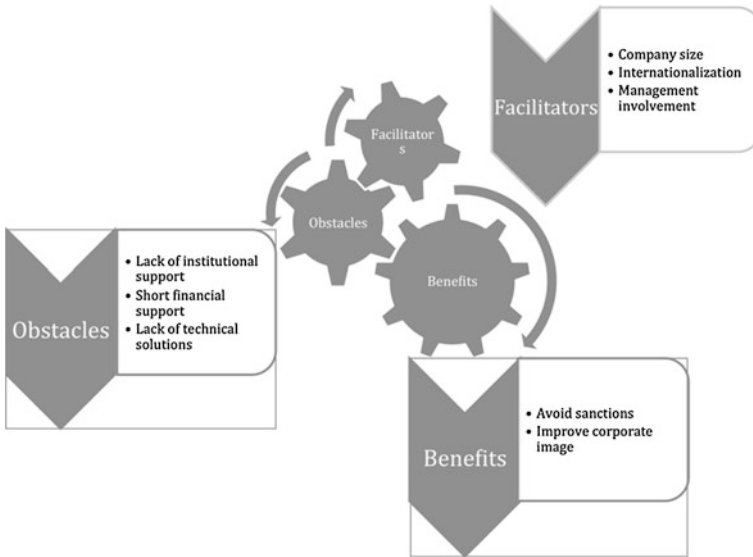 Facilitators
• Company size
• Internationalization
• Management
involvement
Facilitator
s
Obstacles
Benefits
Obstacles
• Lack of institutional
support
• Short financial
support
• Lack of technical
solutions
Benefits
• Avoid sanctions
• Improve corporate
image